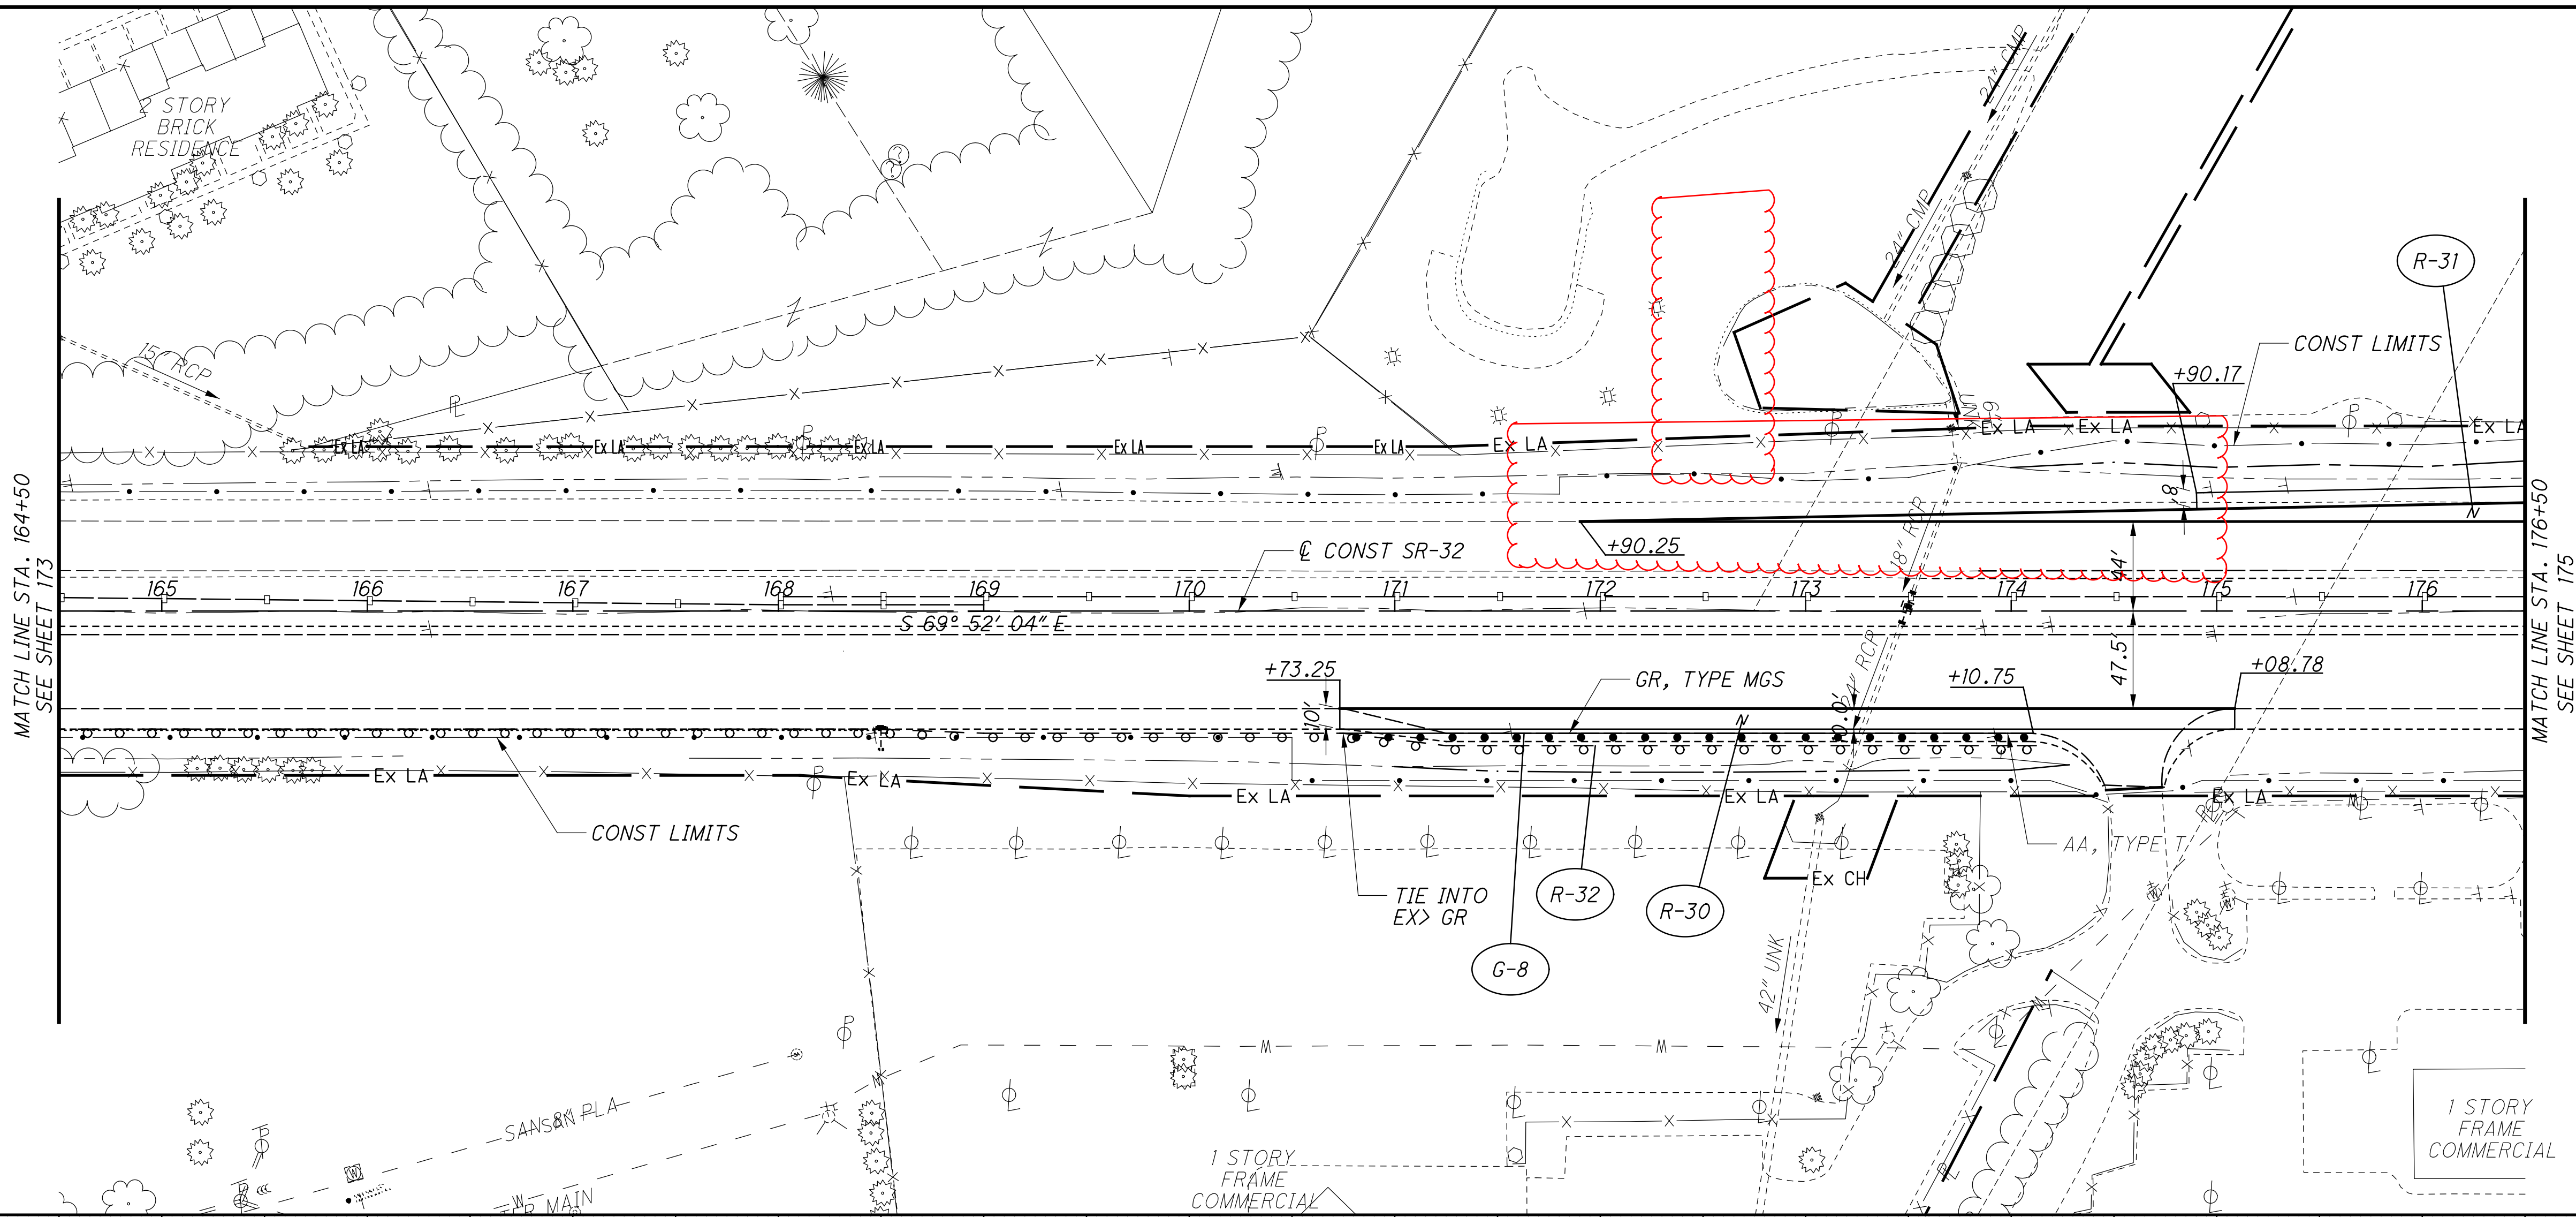 24" CMP
2 STORY
BRICK
RESIDENCE
?
?
24" CMP
R-31
15" RCP
CONST LIMITS
+90.17
Ex LA
Ex LA
Ex LA
Ex LA
Ex LA
Ex LA
Ex LA
Ex LA
Ex LA
8'
MATCH LINE STA. 164+50
SEE SHEET 173
MATCH LINE STA. 176+50
SEE SHEET 175
18" RCP
+90.25
℄ CONST SR-32
44'
165
166
167
168
169
170
171
172
173
174
175
176
S 69° 52' 04" E
47.5'
24" RCP
+73.25
GR, TYPE MGS
+10.75
+08.78
10'
10.0'
Ex LA
Ex LA
Ex LA
Ex LA
Ex LA
CONST LIMITS
AA, TYPE T
Ex CH
TIE INTO
EX> GR
R-32
R-30
G-8
42" UNK
W
W
W
1 STORY
FRAME
COMMERCIAL
1 STORY
FRAME
COMMERCIAL
W
MAIN